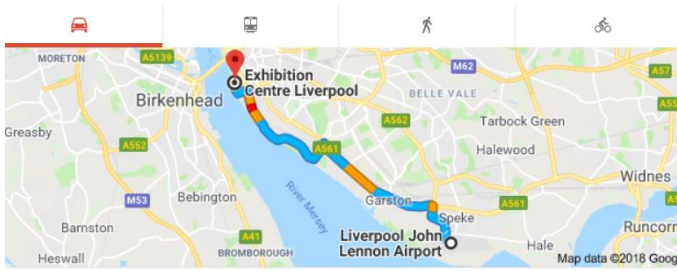 MORETON
A5139
M62
A57
Exhibition
Centre Liverpool
BELLE VALE
Birkenhead
A55
A562
Tarbock Green
Greasby
A552
A561
Halewood
Widnes
M53
Bebington
River Mersey
Garston
A561
A5
Speke
Barnston
A41
Liverpool John
Lennon Airport
Runcorn
Heswall
BROMBOROUGH
Hale
Map data ©2018 Goog